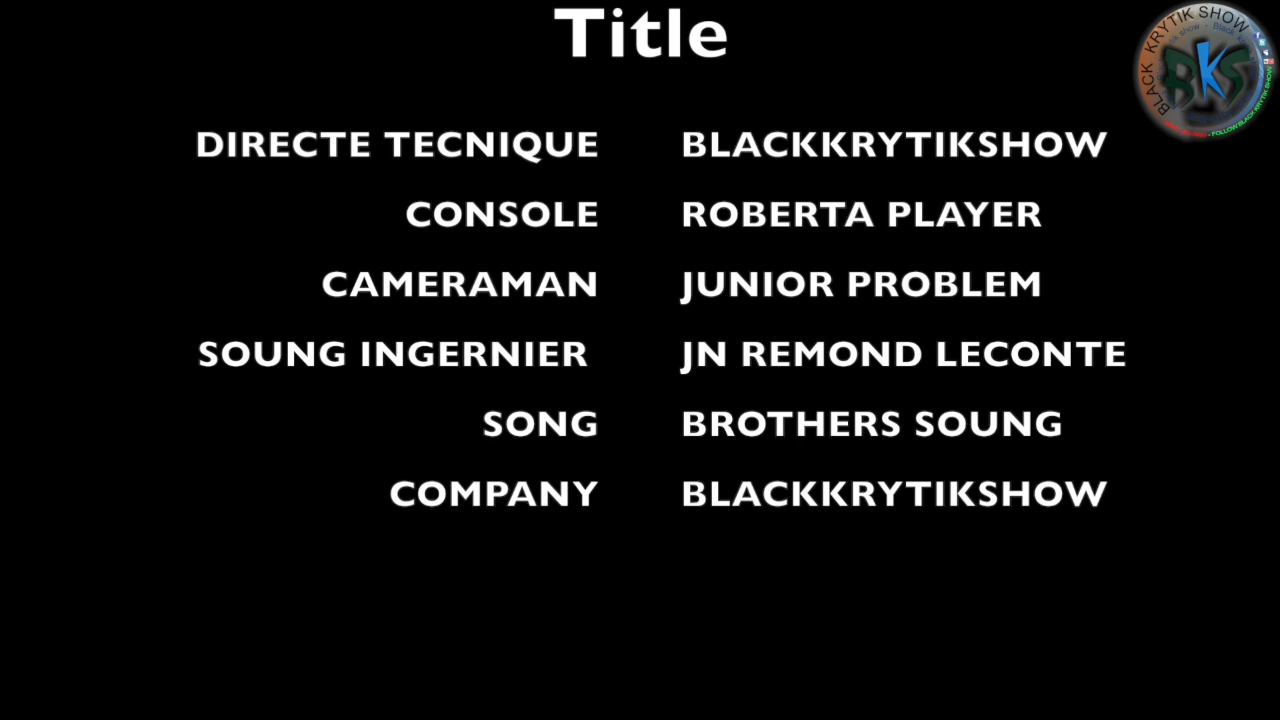 Title
BLACK KRYTIK SHOW
BKS
DIRECTE TECNIQUE BLACKKRYTIKSHOW
CONSOLE ROBERTA PLAYER
CAMERAMAN JUNIOR PROBLEM
SOUNG INGERNIER JN REMOND LECONTE
SONG BROTHERS SOUNG
COMPANY BLACKKRYTIKSHOW